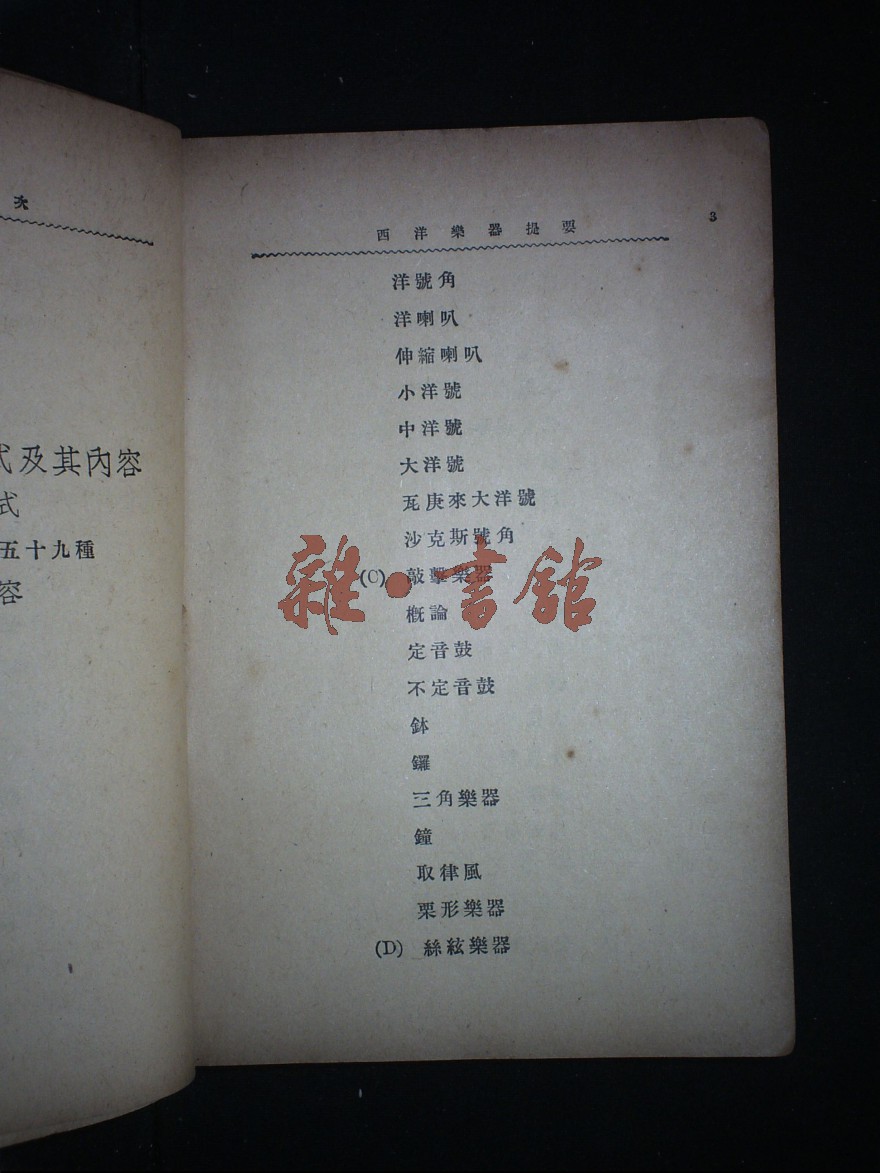 次
式及其內容
式
五十九種
容
西洋樂器提要 3
洋號角
洋喇叭
伸縮喇叭
小洋號
中洋號
大洋號
瓦庚來大洋號
沙克斯號角
(C) 敲擊樂器
概論
定音鼓
不定音鼓
鉢
鑼
三角樂器
鐘
取律風
栗形樂器
(D) 絲絃樂器
雜·書館